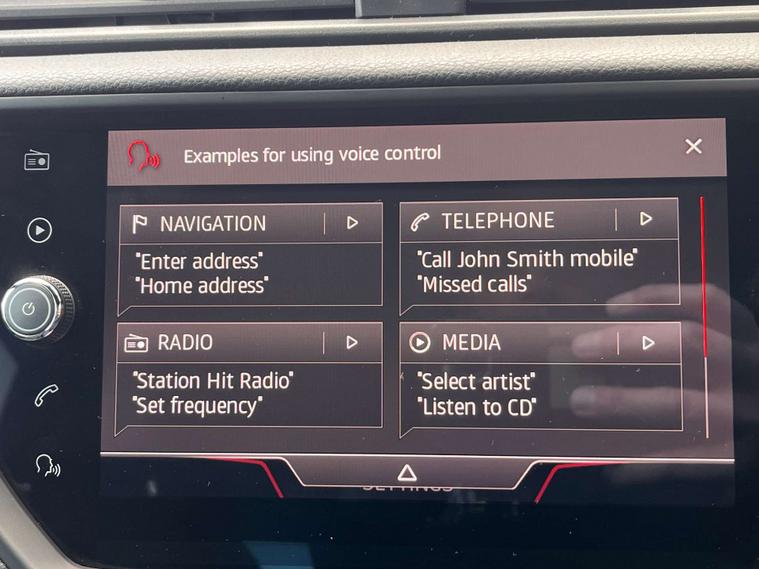 Examples for using voice control
NAVIGATION
"Enter address"
"Home address"
TELEPHONE
"Call John Smith mobile"
"Missed calls"
RADIO
"Station Hit Radio"
"Set frequency"
MEDIA
"Select artist"
"Listen to CD"
SETTINGS